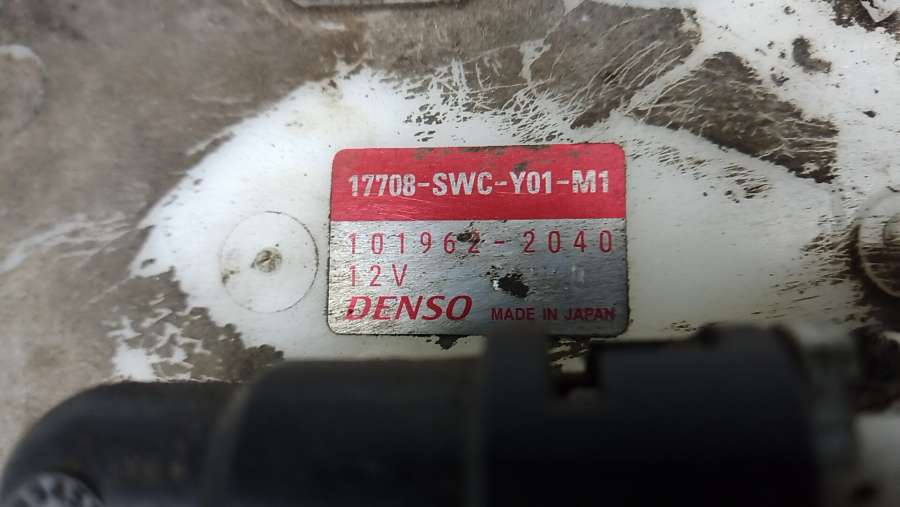 17708-SWC-Y01-M1
101962-2040
12V
DENSO MADE IN JAPAN